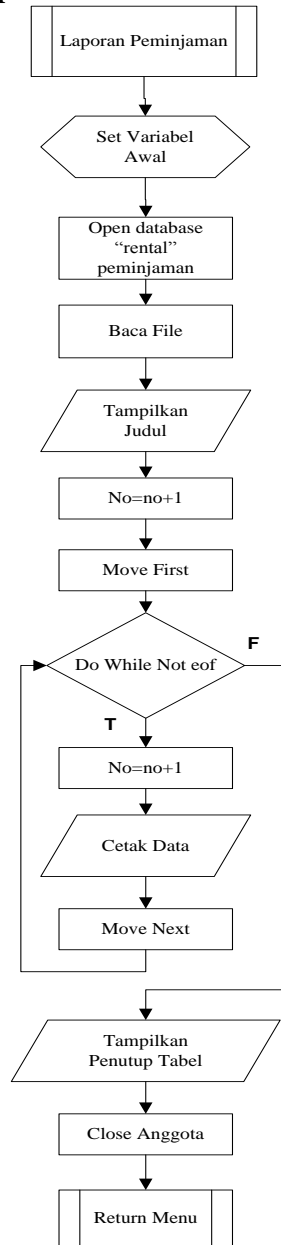 Laporan Peminjaman
Set Variabel
Awal
Open database
“rental”
peminjaman
Baca File
Tampilkan
Judul
No=no+1
Move First
Do While Not eof
F
T
No=no+1
Cetak Data
Move Next
Tampilkan
Penutup Tabel
Close Anggota
Return Menu